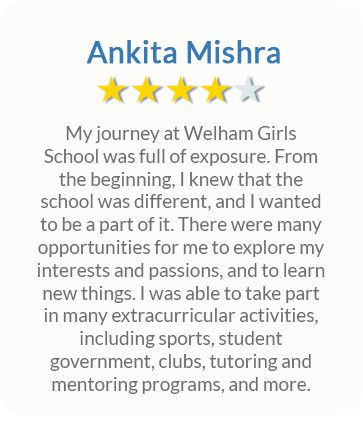 Ankita Mishra
My journey at Welham Girls
School was full of exposure. From
the beginning, I knew that the
school was different, and I wanted
to be a part of it. There were many
opportunities for me to explore my
interests and passions, and to learn
new things. I was able to take part
in many extracurricular activities,
including sports, student
government, clubs, tutoring and
mentoring programs, and more.